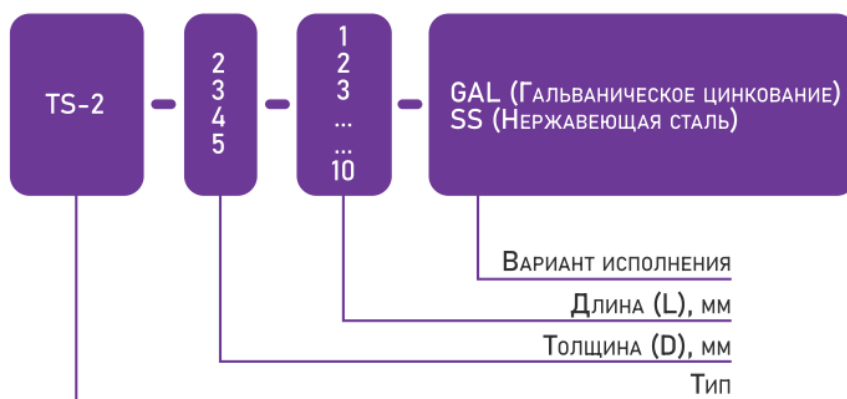 TS-2
2
3
4
5
1
2
3
...
...
10
GAL (Гальваническое цинкование)
SS (Нержавеющая сталь)
Вариант исполнения
Длина (L), мм
Толщина (D), мм
Тип